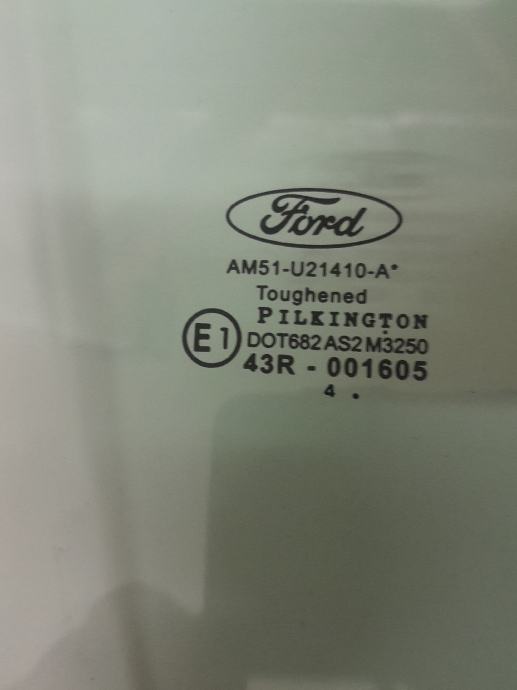 Ford
AM51-U21410-A*
Toughened
PILKINGTON
E1 DOT682 AS2 M3250
43R - 001605
4 .